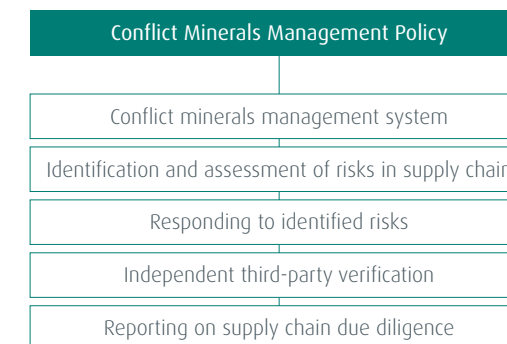 Conflict Minerals Management Policy
Conflict minerals management system
Identification and assessment of risks in supply chain
Responding to identified risks
Independent third-party verification
Reporting on supply chain due diligence